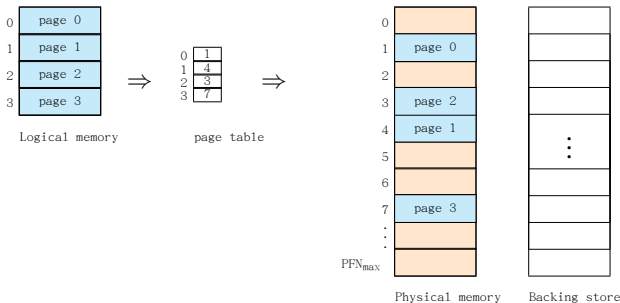 0 page 0
1 page 1
2 page 2
3 page 3
Logical memory
⇒
0 1
1 4
2 3
3 7
page table
⇒
0
1 page 0
2
3 page 2
4 page 1
5
6
7 page 3
⋮
PFNmax
Physical memory
⋮
Backing store